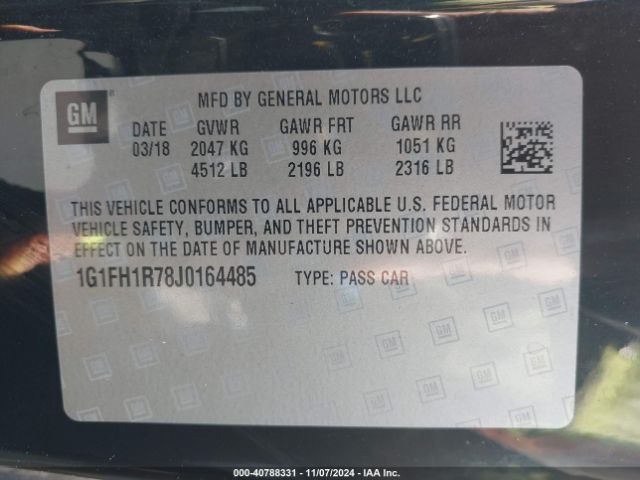 GM ®
MFD BY GENERAL MOTORS LLC
DATE GVWR GAWR FRT GAWR RR
03/18 2047 KG 996 KG 1051 KG
4512 LB 2196 LB 2316 LB
THIS VEHICLE CONFORMS TO ALL APPLICABLE U.S. FEDERAL MOTOR
VEHICLE SAFETY, BUMPER, AND THEFT PREVENTION STANDARDS IN
EFFECT ON THE DATE OF MANUFACTURE SHOWN ABOVE.
1G1FH1R78J0164485 TYPE: PASS CAR
000-40788331 - 11/07/2024 - IAA Inc.